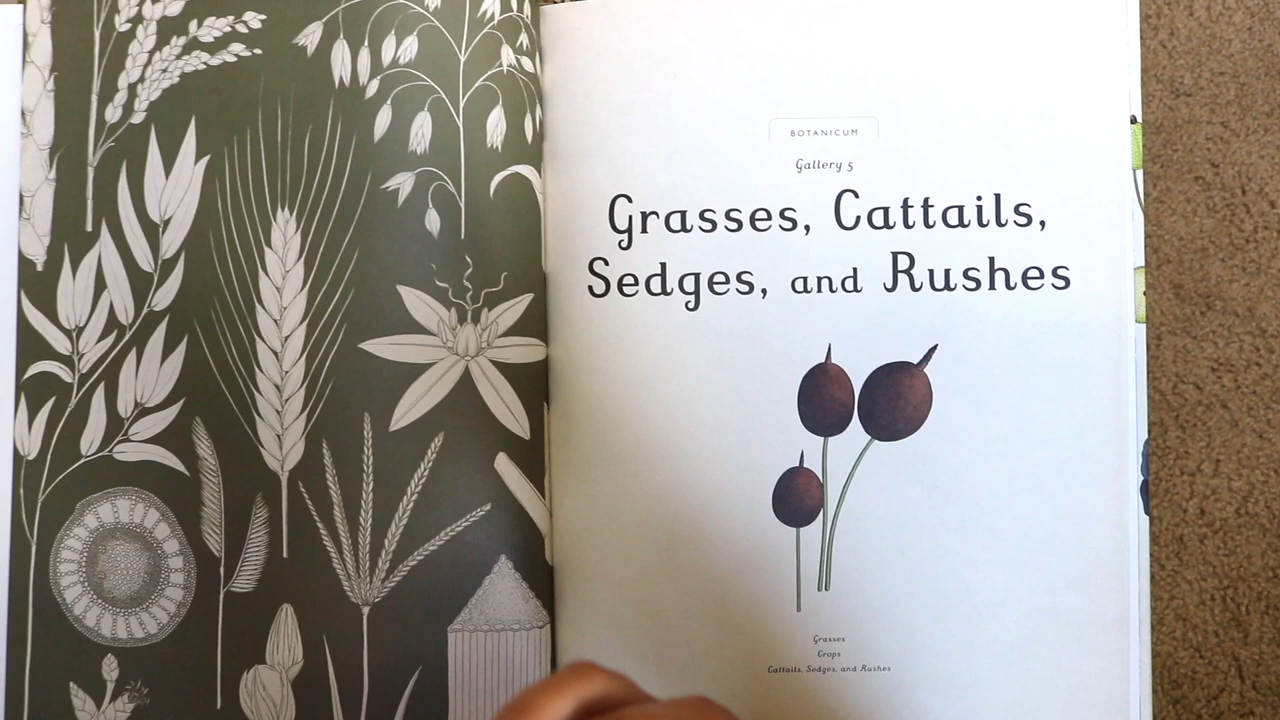 BOTANICUM
Gallery 5
Grasses, Cattails,
Sedges, and Rushes
Grasses
Crops
Cattails, Sedges, and Rushes